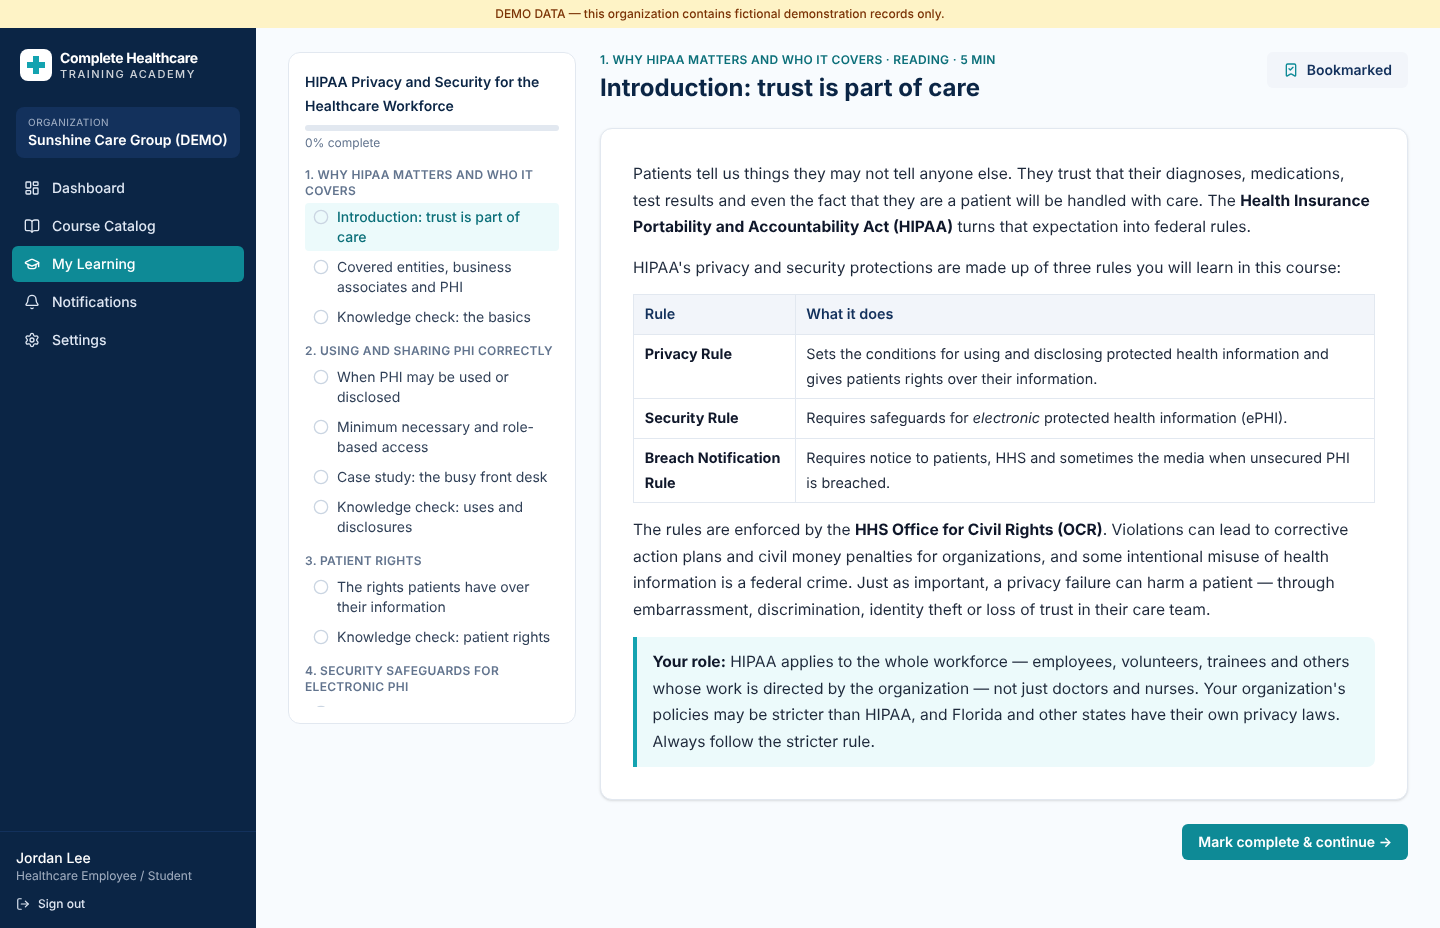 DEMO DATA — this organization contains fictional demonstration records only.
Complete Healthcare
TRAINING ACADEMY
ORGANIZATION
Sunshine Care Group (DEMO)
Dashboard
Course Catalog
My Learning
Notifications
Settings
Jordan Lee
Healthcare Employee / Student
Sign out
HIPAA Privacy and Security for the
Healthcare Workforce
0% complete
1. WHY HIPAA MATTERS AND WHO IT
COVERS
Introduction: trust is part of
care
Covered entities, business
associates and PHI
Knowledge check: the basics
2. USING AND SHARING PHI CORRECTLY
When PHI may be used or
disclosed
Minimum necessary and role-
based access
Case study: the busy front desk
Knowledge check: uses and
disclosures
3. PATIENT RIGHTS
The rights patients have over
their information
Knowledge check: patient rights
4. SECURITY SAFEGUARDS FOR
ELECTRONIC PHI
1. WHY HIPAA MATTERS AND WHO IT COVERS · READING · 5 MIN
Introduction: trust is part of care
Bookmarked
Patients tell us things they may not tell anyone else. They trust that their diagnoses, medications,
test results and even the fact that they are a patient will be handled with care. The Health Insurance
Portability and Accountability Act (HIPAA) turns that expectation into federal rules.
HIPAA's privacy and security protections are made up of three rules you will learn in this course:
Rule What it does
Privacy Rule Sets the conditions for using and disclosing protected health information and
gives patients rights over their information.
Security Rule Requires safeguards for electronic protected health information (ePHI).
Breach Notification Requires notice to patients, HHS and sometimes the media when unsecured PHI
Rule is breached.
The rules are enforced by the HHS Office for Civil Rights (OCR). Violations can lead to corrective
action plans and civil money penalties for organizations, and some intentional misuse of health
information is a federal crime. Just as important, a privacy failure can harm a patient — through
embarrassment, discrimination, identity theft or loss of trust in their care team.
Your role: HIPAA applies to the whole workforce — employees, volunteers, trainees and others
whose work is directed by the organization — not just doctors and nurses. Your organization's
policies may be stricter than HIPAA, and Florida and other states have their own privacy laws.
Always follow the stricter rule.
Mark complete & continue →